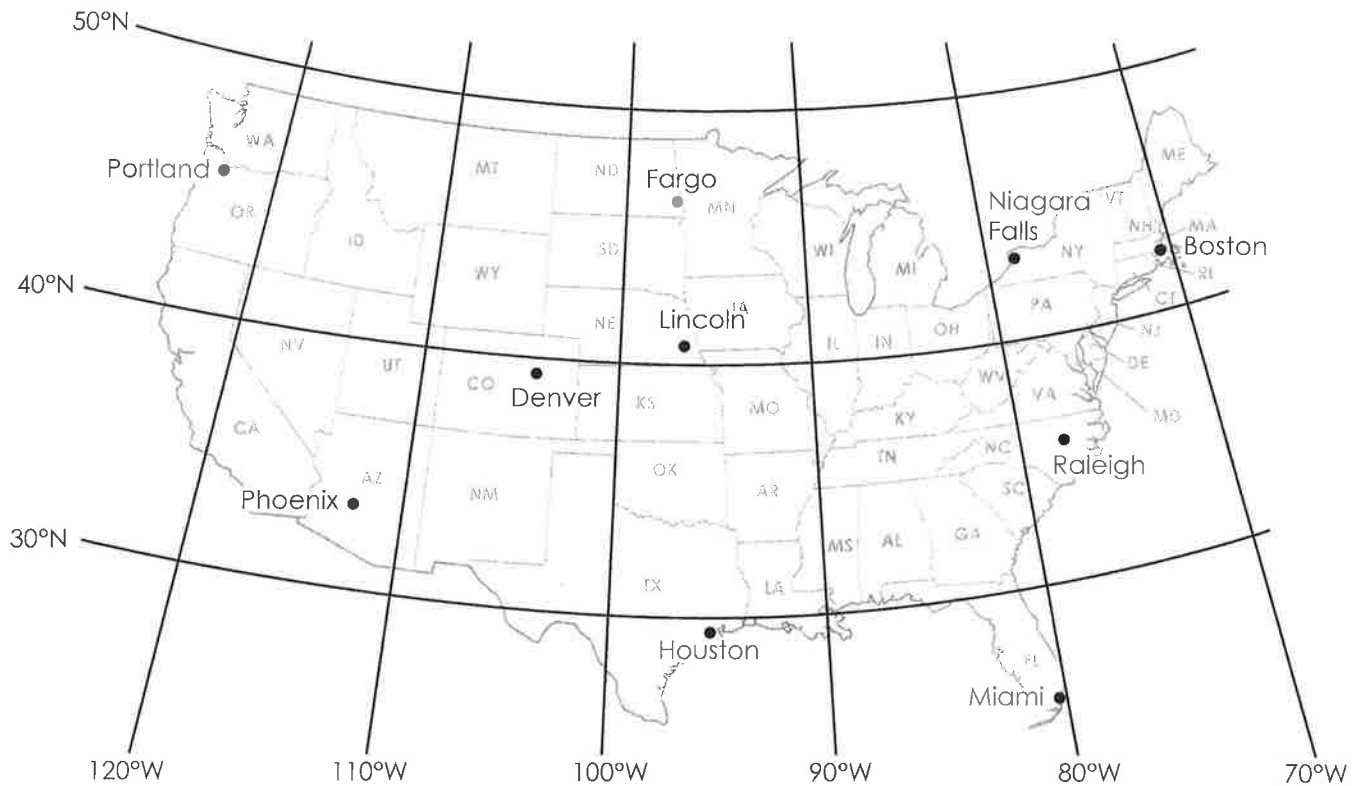 50°N
WA
ME
Portland
MT
ND
Fargo
MN
Niagara
Falls
VT
OR
ID
SD
WI
NY
NH
MA
Boston
WY
MI
RI
40°N
NE
Lincoln
IA
PA
CT
NV
IL
IN
OH
NJ
UT
CO
DE
Denver
KS
MO
WV
VA
MD
CA
KY
TN
NC
Raleigh
OK
AZ
NM
AR
SC
Phoenix
30°N
MS
AL
GA
TX
LA
Houston
FL
Miami
120°W
110°W
100°W
90°W
80°W
70°W